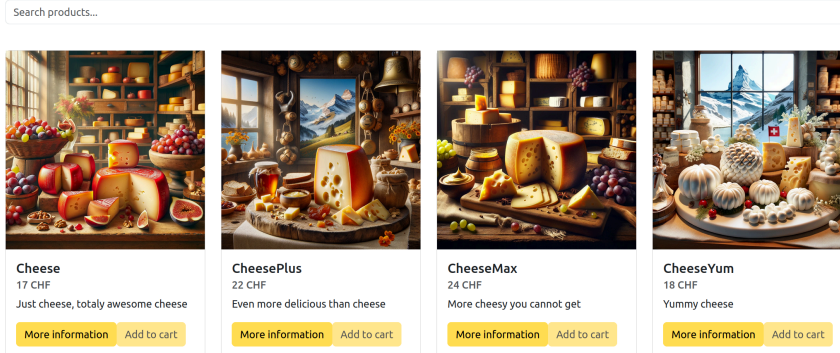 Search products...
Cheese
17 CHF
Just cheese, totaly awesome cheese
More information
Add to cart
CheesePlus
22 CHF
Even more delicious than cheese
More information
Add to cart
CheeseMax
24 CHF
More cheesy you cannot get
More information
Add to cart
CheeseYum
18 CHF
Yummy cheese
More information
Add to cart